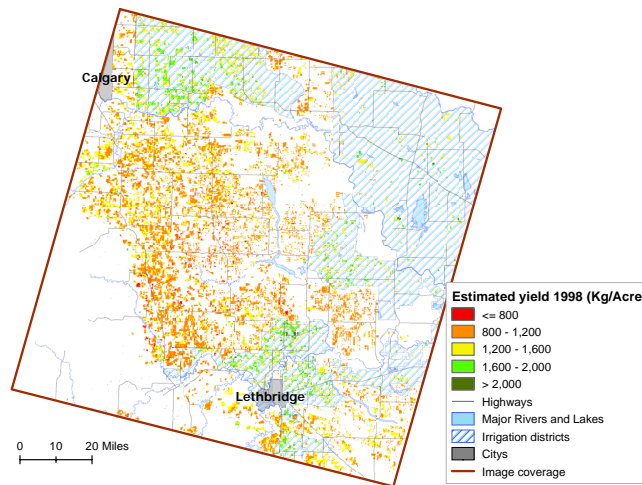 Calgary
Lethbridge
Estimated yield 1998 (Kg/Acre
<= 800
800 - 1,200
1,200 - 1,600
1,600 - 2,000
> 2,000
Highways
Major Rivers and Lakes
Irrigation districts
Citys
Image coverage
0 10 20 Miles